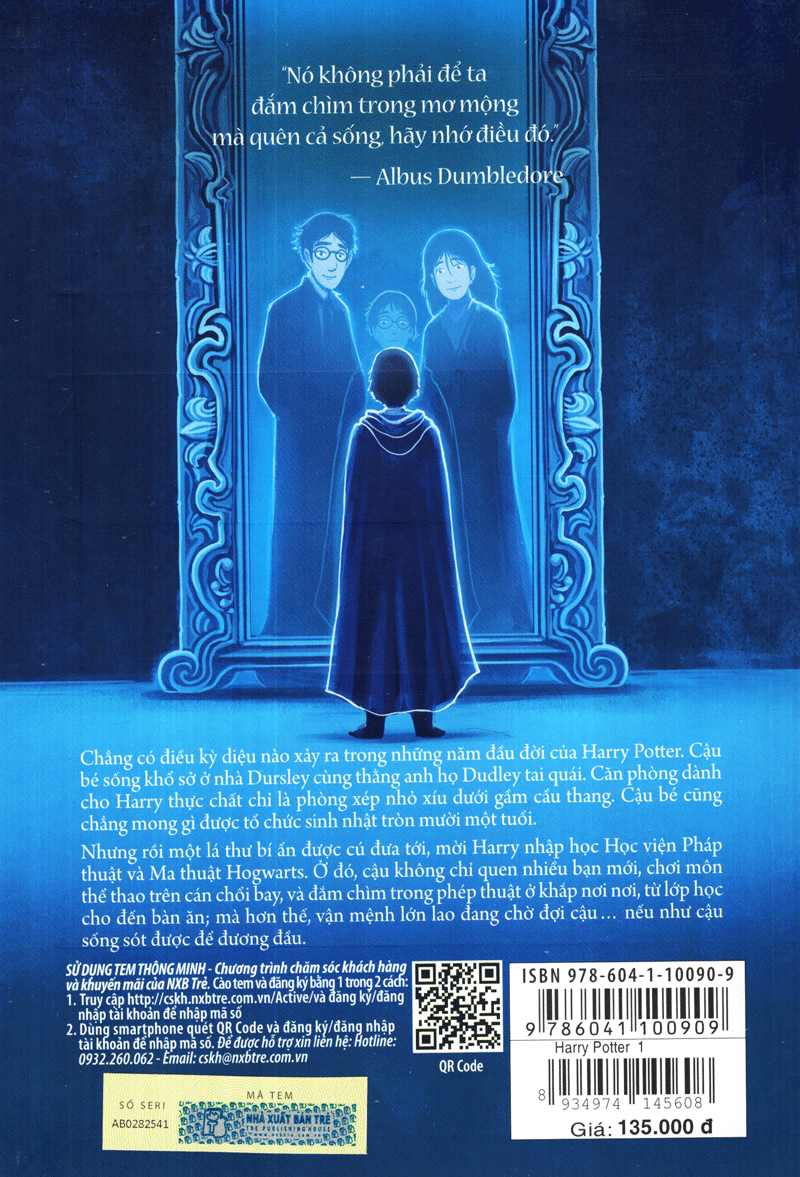 “Nó không phải để ta
đắm chìm trong mơ mộng
mà quên cả sống, hãy nhớ điều đó.”
— Albus Dumbledore
Chẳng có điều kỳ diệu nào xảy ra trong những năm đầu đời của Harry Potter. Cậu
bé sống khổ sở ở nhà Dursley cùng thằng anh họ Dudley tai quái. Căn phòng dành
cho Harry thực chất chỉ là phòng xép nhỏ xíu dưới gầm cầu thang. Cậu bé cũng
chẳng mong gì được tổ chức sinh nhật tròn mười một tuổi.
Nhưng rồi một lá thư bí ẩn được cú đưa tới, mời Harry nhập học Học viện Pháp
thuật và Ma thuật Hogwarts. Ở đó, cậu không chỉ quen nhiều bạn mới, chơi môn
thể thao trên cán chổi bay, và đắm chìm trong phép thuật ở khắp nơi nơi, từ lớp học
cho đến bàn ăn; mà hơn thế, vận mệnh lớn lao đang chờ đợi cậu… nếu như cậu
sống sót được để đương đầu.
SỬ DỤNG TEM THÔNG MINH - Chương trình chăm sóc khách hàng
và khuyến mãi của NXB Trẻ. Cào tem và đăng ký bằng 1 trong 2 cách:
1. Truy cập http://cskh.nxbtre.com.vn/Active/và đăng ký/đăng
nhập tài khoản để nhập mã số
2. Dùng smartphone quét QR Code và đăng ký/đăng nhập
tài khoản để nhập mã số. Để được hỗ trợ xin liên hệ: Hotline:
0932.260.062 - Email: cskh@nxbtre.com.vn
QR Code
SỐ SERI
AB0282541
MÃ TEM
NHÀ XUẤT BẢN TRẺ
TRE PUBLISHING HOUSE
ISBN 978-604-1-10090-9
9 786041 100909
Harry Potter 1
8 934974 145608
Giá: 135.000 đ